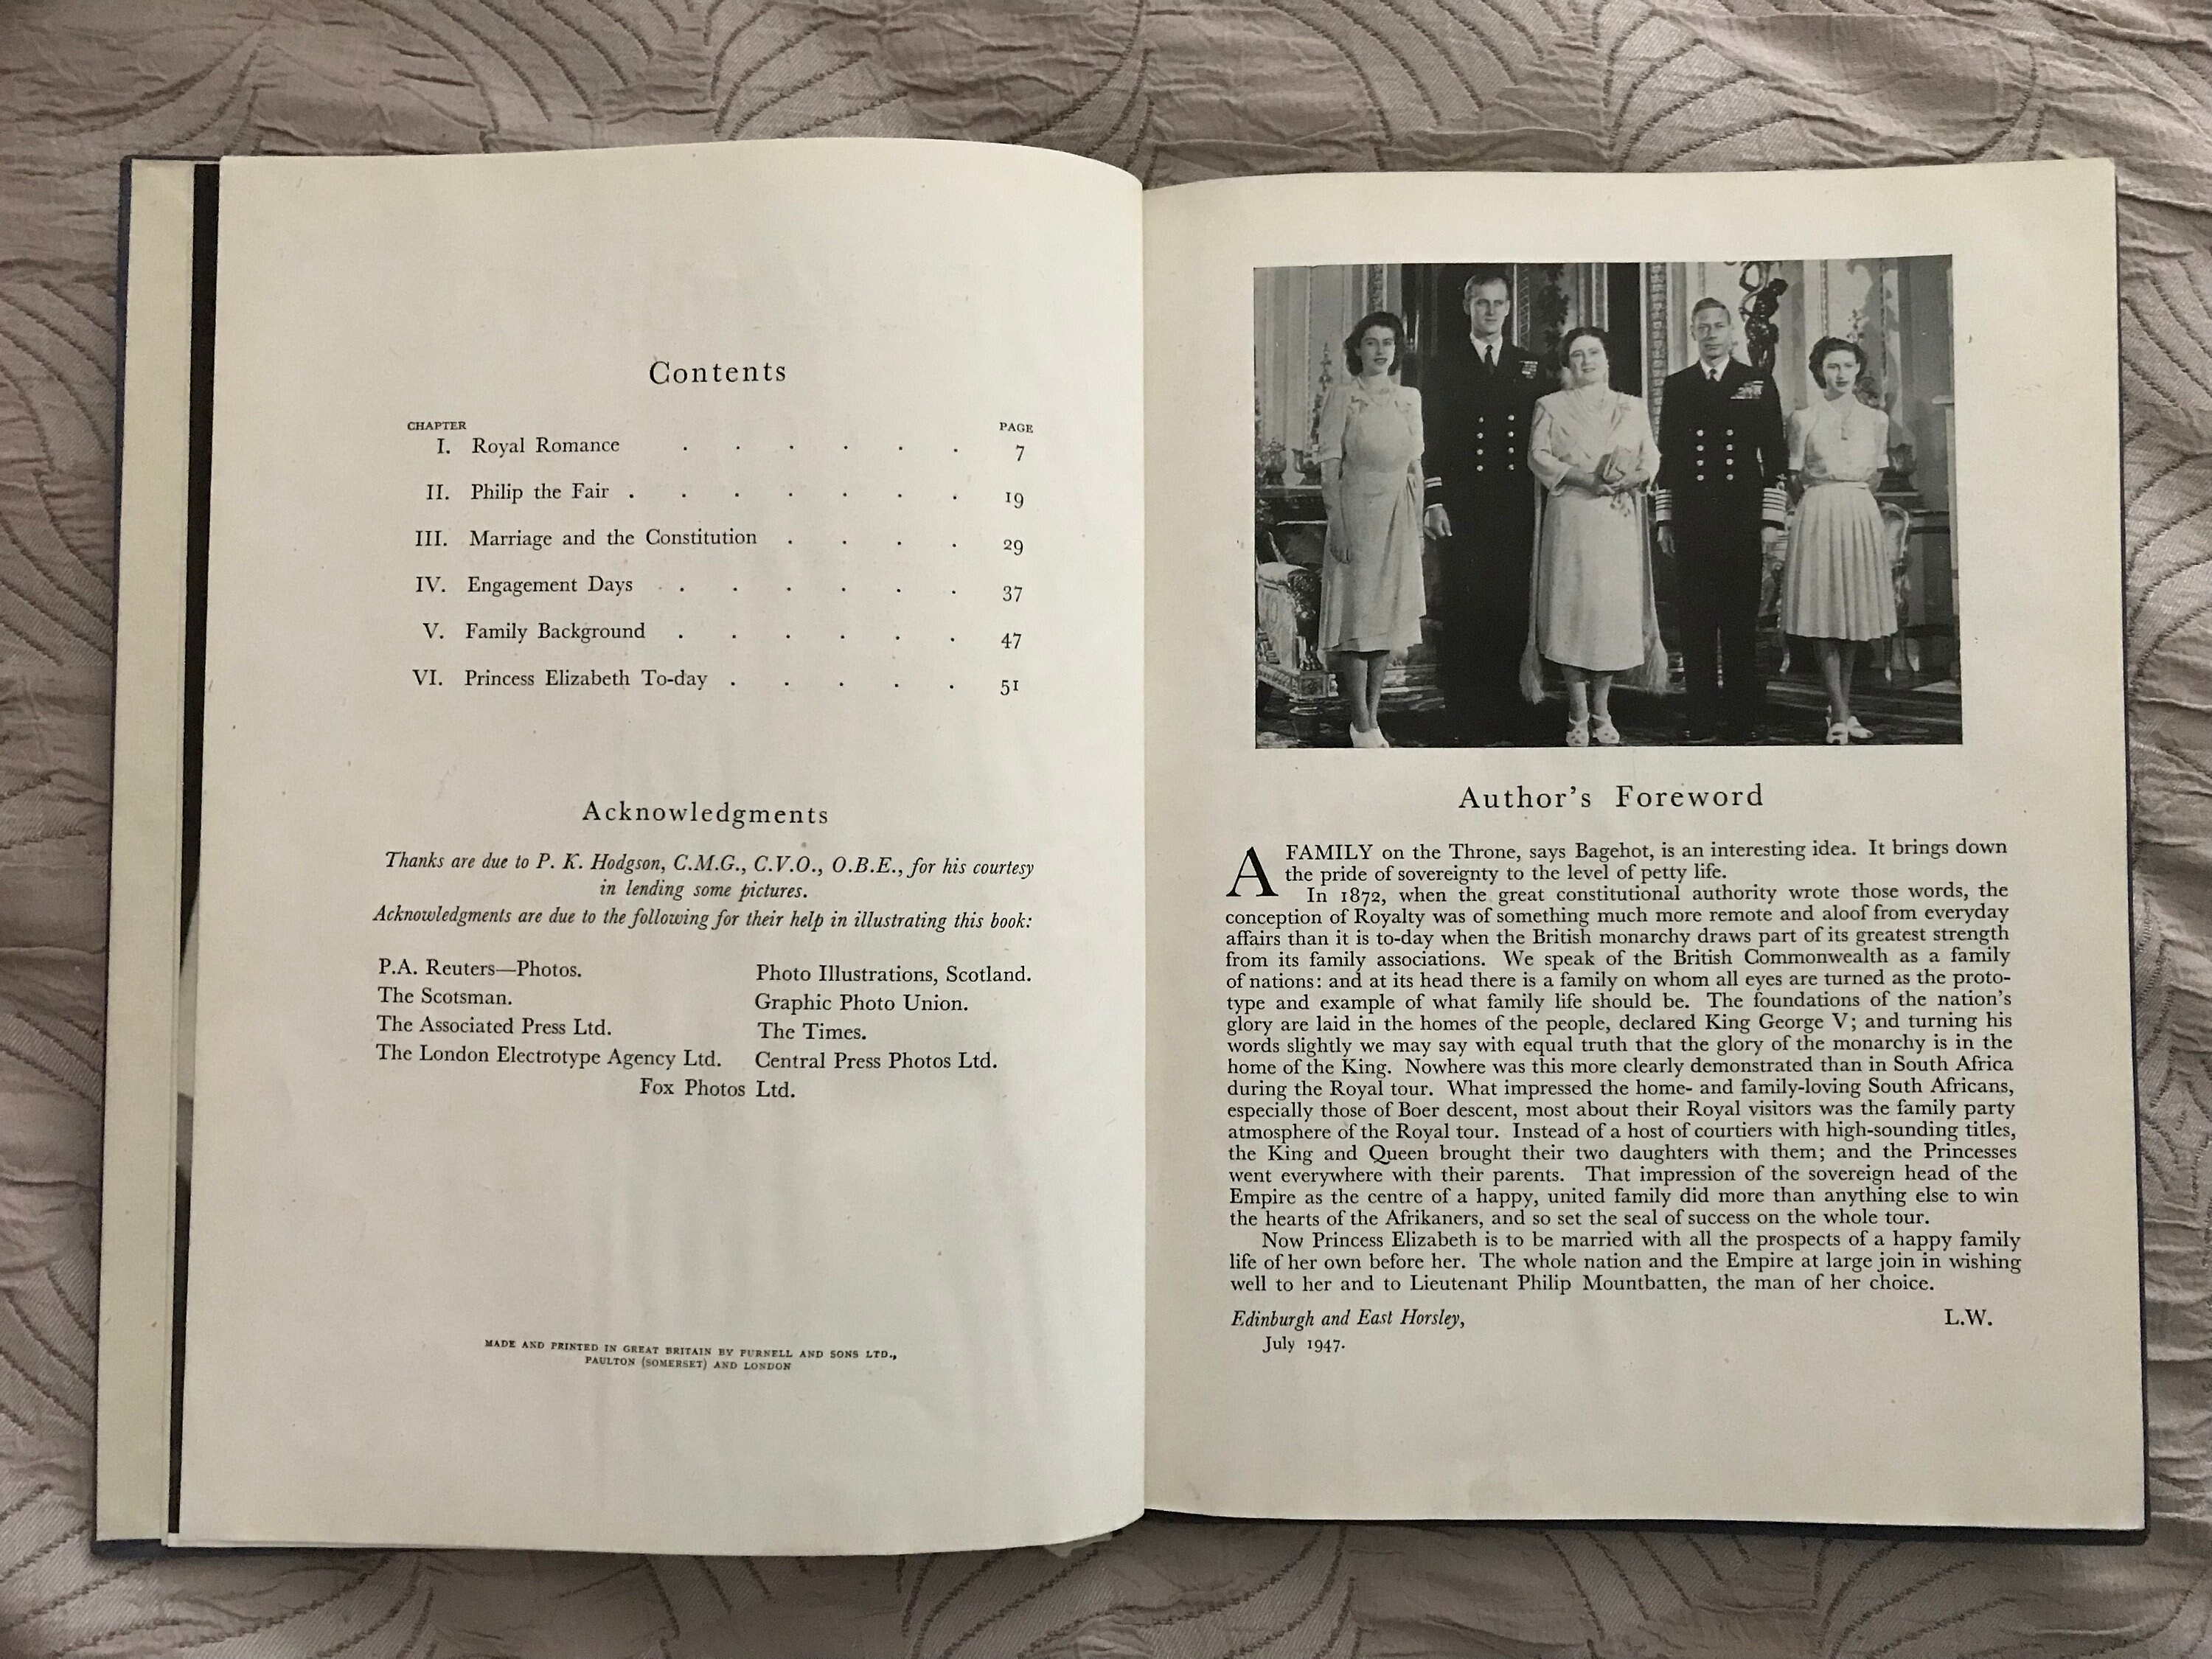 Contents
CHAPTER PAGE
I. Royal Romance . . . . . . 7
II. Philip the Fair . . . . . . . 19
III. Marriage and the Constitution . . . . 29
IV. Engagement Days . . . . . . 37
V. Family Background . . . . . . 47
VI. Princess Elizabeth To-day . . . . . 51
Acknowledgments
Thanks are due to P. K. Hodgson, C.M.G., C.V.O., O.B.E., for his courtesy
in lending some pictures.
Acknowledgments are due to the following for their help in illustrating this book:
P.A. Reuters—Photos. Photo Illustrations, Scotland.
The Scotsman. Graphic Photo Union.
The Associated Press Ltd. The Times.
The London Electrotype Agency Ltd. Central Press Photos Ltd.
Fox Photos Ltd.
MADE AND PRINTED IN GREAT BRITAIN BY PURNELL AND SONS LTD.,
PAULTON (SOMERSET) AND LONDON
Author's Foreword
A FAMILY on the Throne, says Bagehot, is an interesting idea. It brings down
the pride of sovereignty to the level of petty life.
In 1872, when the great constitutional authority wrote those words, the
conception of Royalty was of something much more remote and aloof from everyday
affairs than it is to-day when the British monarchy draws part of its greatest strength
from its family associations. We speak of the British Commonwealth as a family
of nations: and at its head there is a family on whom all eyes are turned as the proto-
type and example of what family life should be. The foundations of the nation's
glory are laid in the homes of the people, declared King George V; and turning his
words slightly we may say with equal truth that the glory of the monarchy is in the
home of the King. Nowhere was this more clearly demonstrated than in South Africa
during the Royal tour. What impressed the home- and family-loving South Africans,
especially those of Boer descent, most about their Royal visitors was the family party
atmosphere of the Royal tour. Instead of a host of courtiers with high-sounding titles,
the King and Queen brought their two daughters with them; and the Princesses
went everywhere with their parents. That impression of the sovereign head of the
Empire as the centre of a happy, united family did more than anything else to win
the hearts of the Afrikaners, and so set the seal of success on the whole tour.
Now Princess Elizabeth is to be married with all the prospects of a happy family
life of her own before her. The whole nation and the Empire at large join in wishing
well to her and to Lieutenant Philip Mountbatten, the man of her choice.
Edinburgh and East Horsley, L.W.
July 1947.